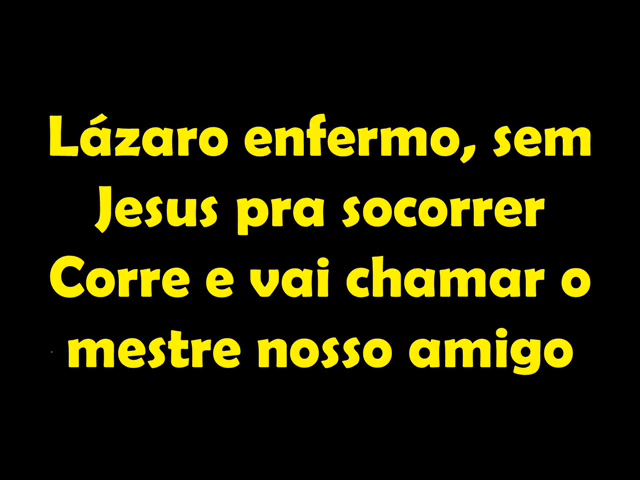 Lázaro enfermo, sem
Jesus pra socorrer
Corre e vai chamar o
mestre nosso amigo